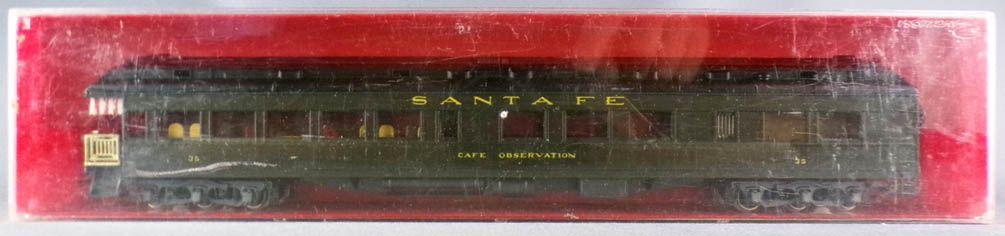 SANTA FE
CAFE OBSERVATION
35
35